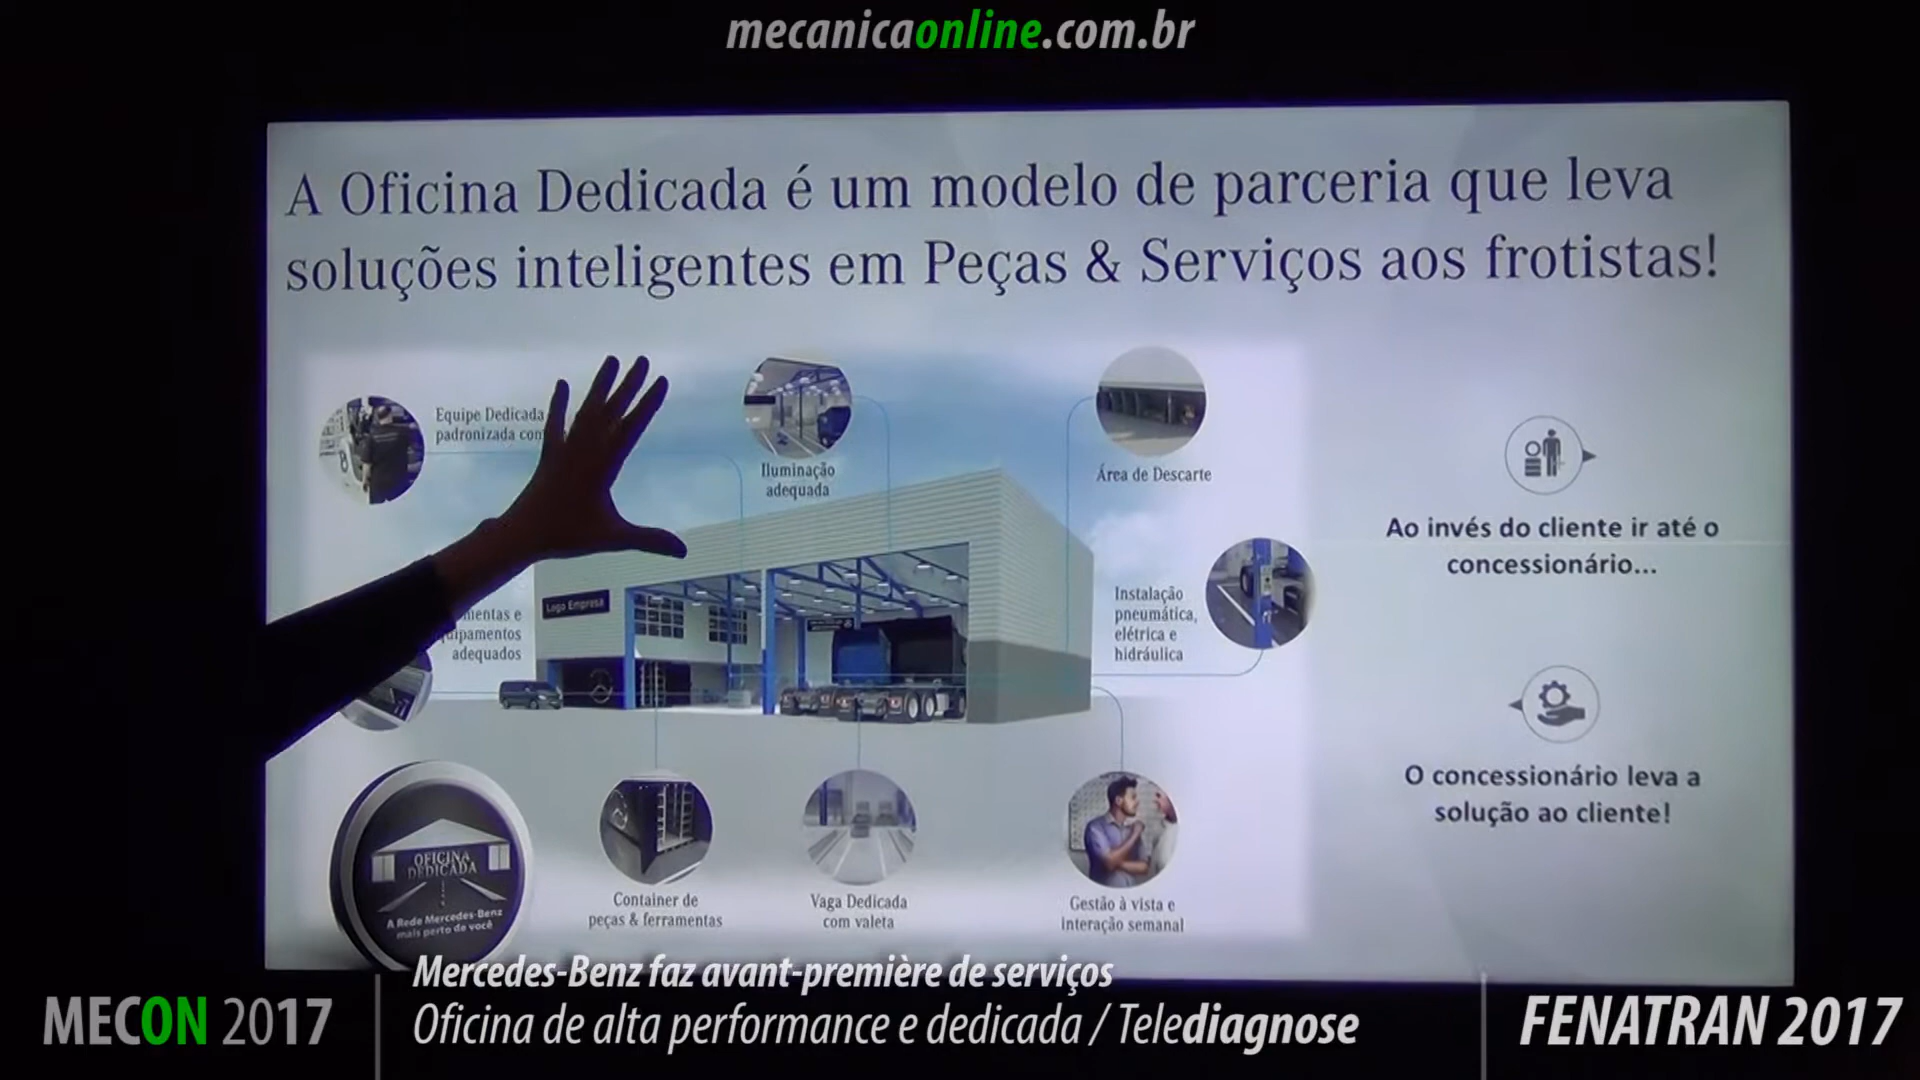 mecanicaonline.com.br
A Oficina Dedicada é um modelo de parceria que leva
soluções inteligentes em Peças & Serviços aos frotistas!
Equipe Dedicada
padronizada
Iluminação
adequada
Área de Descarte
Ao invés do cliente ir até o
concessionário...
e
adequados
Logo Empresa
Instalação
pneumática,
elétrica e
hidráulica
O concessionário leva a
solução ao cliente!
OFICINA
DEDICADA
A Rede Mercedes-Benz
mais perto de você
Container de
peças & ferramentas
Vaga Dedicada
com valeta
Gestão à vista e
interação semanal
MECON 2017
Mercedes-Benz faz avant-première de serviços
Oficina de alta performance e dedicada / Telediagnose
FENATRAN 2017